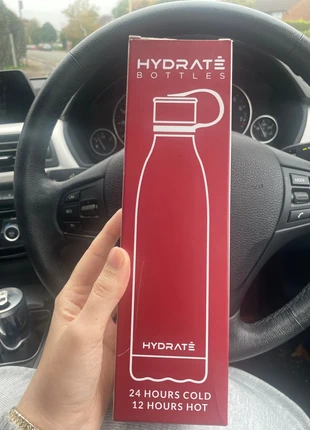 HYDRATĒ
BOTTLES
HYDRATĒ
24 HOURS COLD
12 HOURS HOT